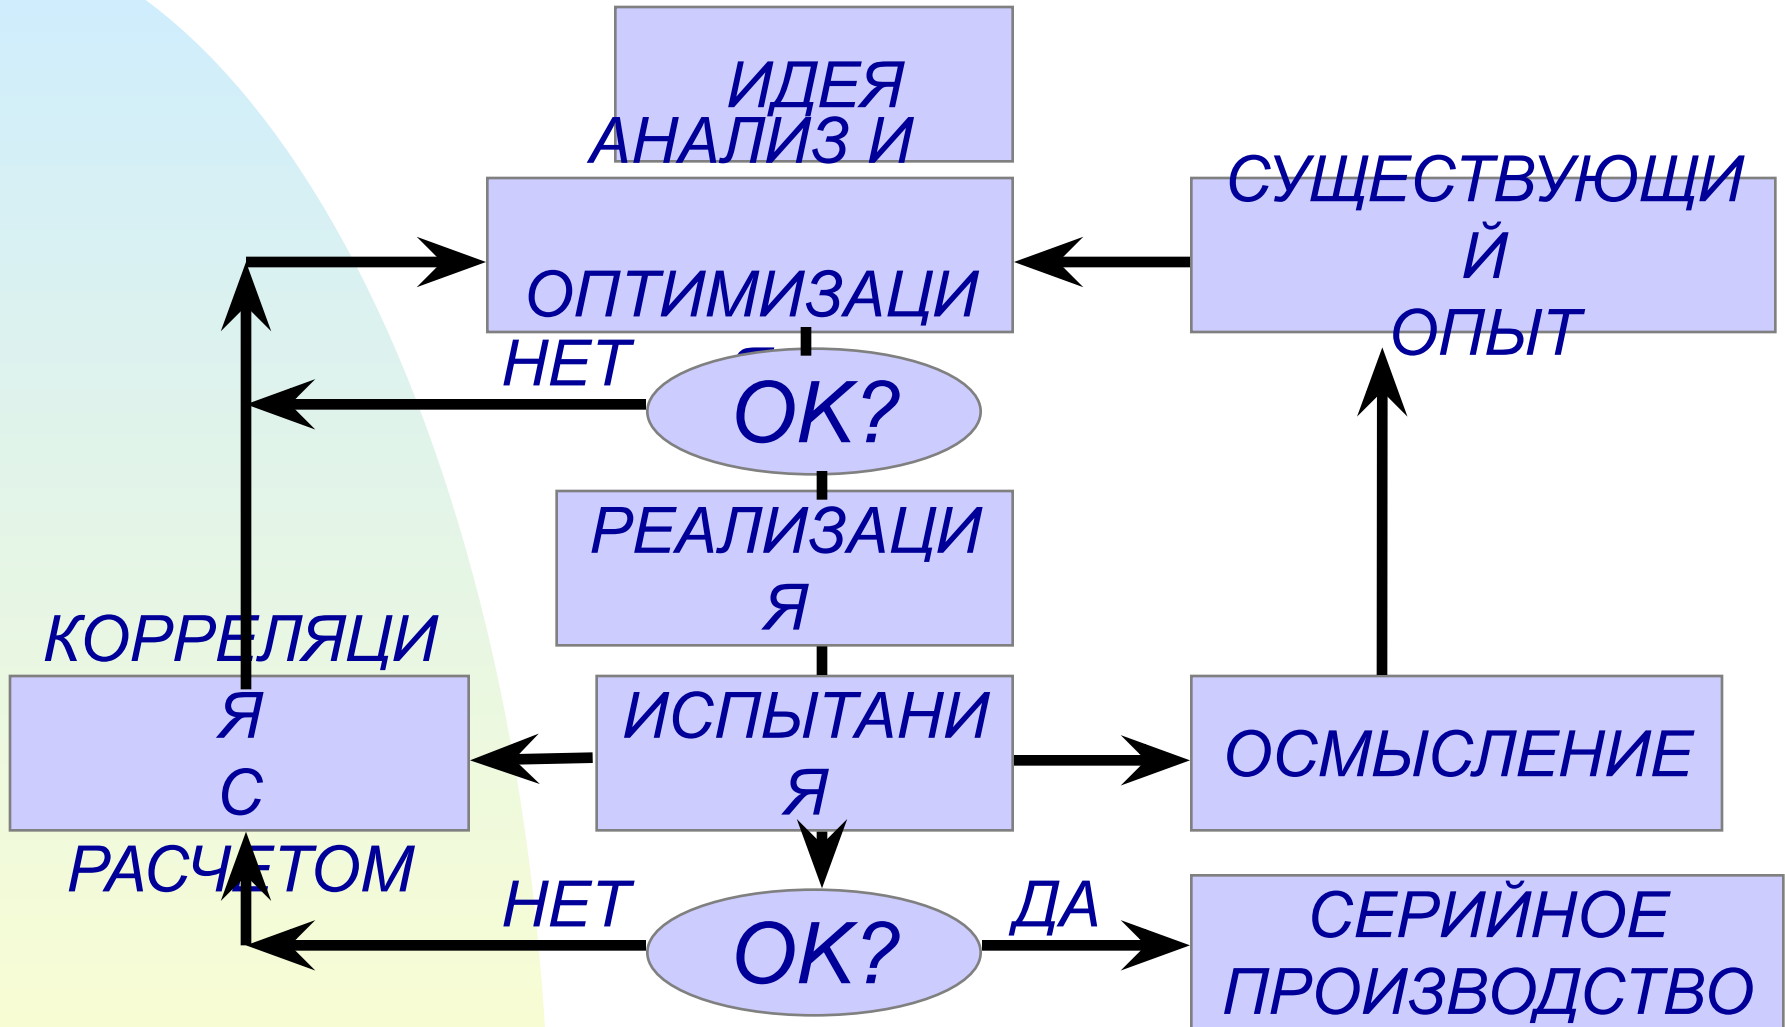 ИДЕЯ
АНАЛИЗ И
ОПТИМИЗАЦИ
Я
СУЩЕСТВУЮЩИ
Й
ОПЫТ
НЕТ
ОК?
РЕАЛИЗАЦИ
Я
КОРРЕЛЯЦИ
Я
С
РАСЧЕТОМ
ИСПЫТАНИ
Я
ОСМЫСЛЕНИЕ
НЕТ
ОК?
ДА
СЕРИЙНОЕ
ПРОИЗВОДСТВО